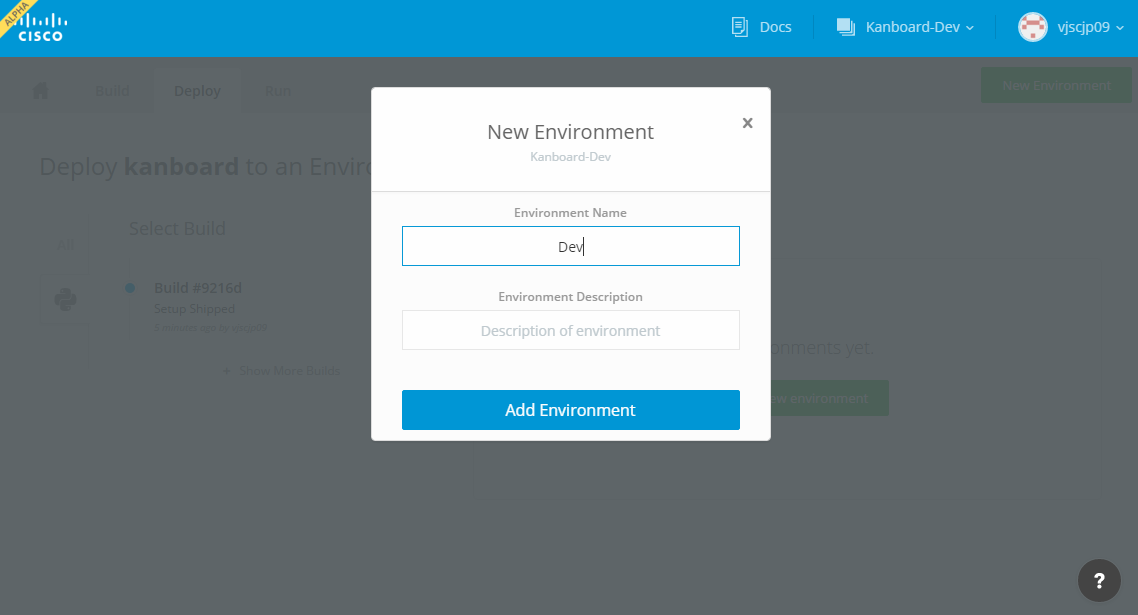 ALPHA
CISCO
Docs
Kanboard-Dev
vjscjp09
Build
Deploy
Run
New Environment
New Environment
Kanboard-Dev
Deploy kanboard to an Enviro
Environment Name
Dev
Select Build
All
Build #9216d
Setup Shipped
Environment Description
Description of environment
onments yet.
Show More Builds
ew environment
Add Environment
?